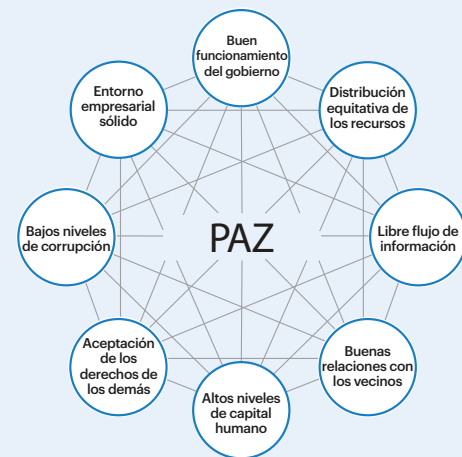 Buen
funcionamiento
del gobierno
Entorno
empresarial
sólido
Distribución
equitativa de
los recursos
Bajos niveles
de corrupción
PAZ
Libre flujo de
información
Aceptación
de los
derechos de
los demás
Buenas
relaciones con
los vecinos
Altos niveles
de capital
humano